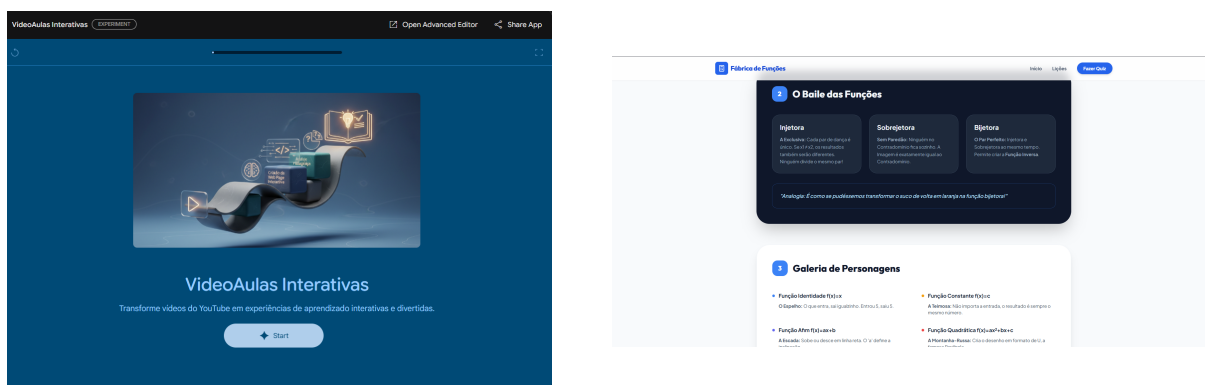 VideoAulas Interativas EXPERIMENT
Open Advanced Editor
Share App
VideoAulas Interativas
Transforme vídeos do YouTube em experiências de aprendizado interativas e divertidas.
Start
Fábrica de Funções
Início
Lições
Fazer Quiz
2 O Baile das Funções
Injetora
A Exclusiva: Cada par de dança é
único. Se x1≠x2, os resultados
também serão diferentes.
Ninguém divide o mesmo par!
Sobrejetora
Sem Paredão: Ninguém no
Contradomínio fica sozinho. A
Imagem é exatamente igual ao
Contradomínio.
Bijetora
O Par Perfeito: Injetora e
Sobrejetora ao mesmo tempo.
Permite criar a Função Inversa.
"Analogia: É como se pudéssemos transformar o suco de volta em laranja na função bijetora!"
3 Galeria de Personagens
Função Identidade f(x)=x
O Espelho: O que entra, sai igualzinho. Entrou 5, saiu 5.
Função Constante f(x)=c
A Teimosa: Não importa a entrada, o resultado é sempre o
mesmo número.
Função Afim f(x)=ax+b
A Escada: Sobe ou desce em linha reta. O 'a' define a
Função Quadrática f(x)=ax²+bx+c
A Montanha-Russa: Cria o desenho em formato de U, a